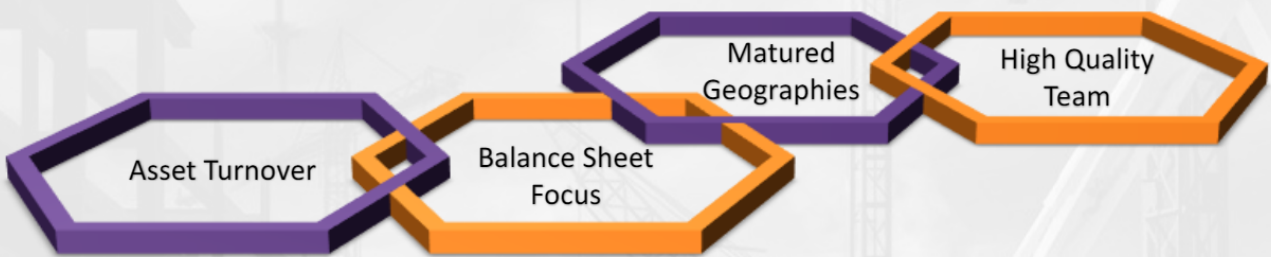 Asset Turnover
Balance Sheet
Focus
Matured
Geographies
High Quality
Team